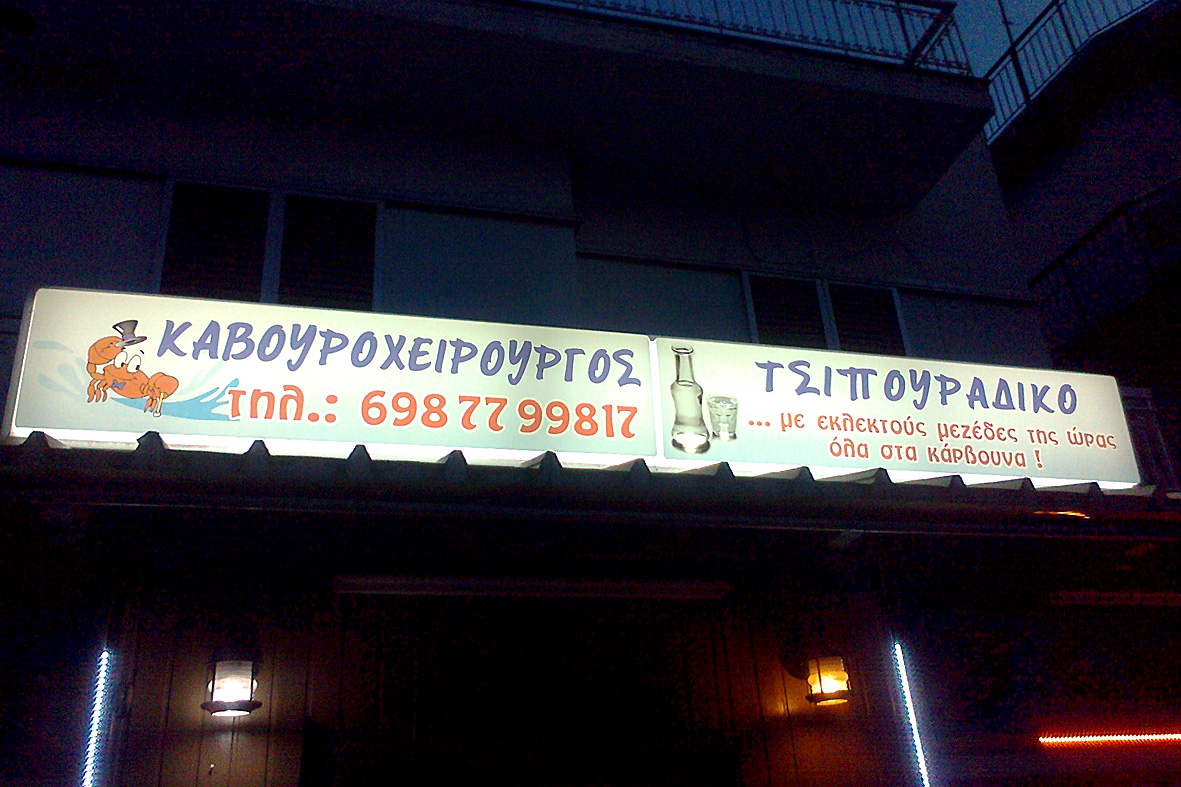 ΚΑΒΟΥΡΟΧΕΙΡΟΥΡΓΟΣ
τηλ.: 698 77 99817
ΤΣΙΠΟΥΡΑΔΙΚΟ
... με εκλεκτούς μεζέδες της ώρας
όλα στα κάρβουνα !